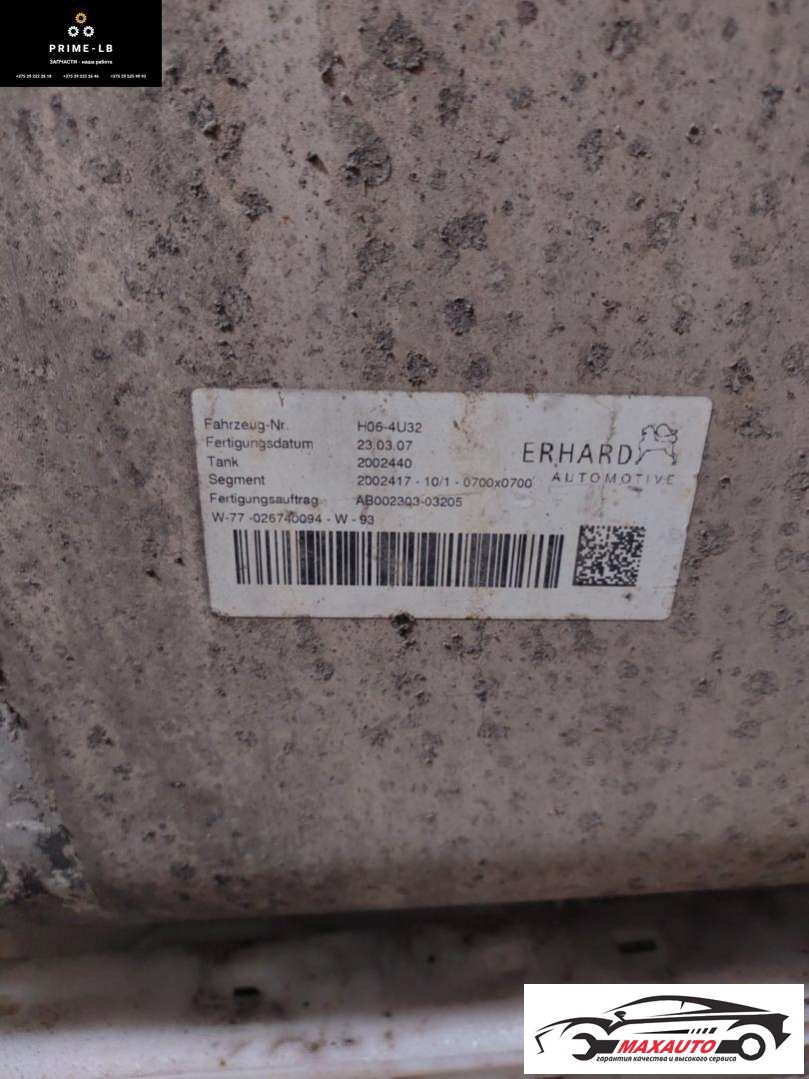 PRIME-LB
ЗАПЧАСТИ - наша работа
Fahrzeug-Nr. H06-4U32
Fertigungsdatum 23.03.07
Tank 2002440
Segment 2002417 - 10/1 - 0700x0700
Fertigungsauftrag AB002303-03205
W-77 -026740094 - W - 93
ERHARD
AUTOMOTIVE
MAXAUTO
гарантия качества и высокого сервиса